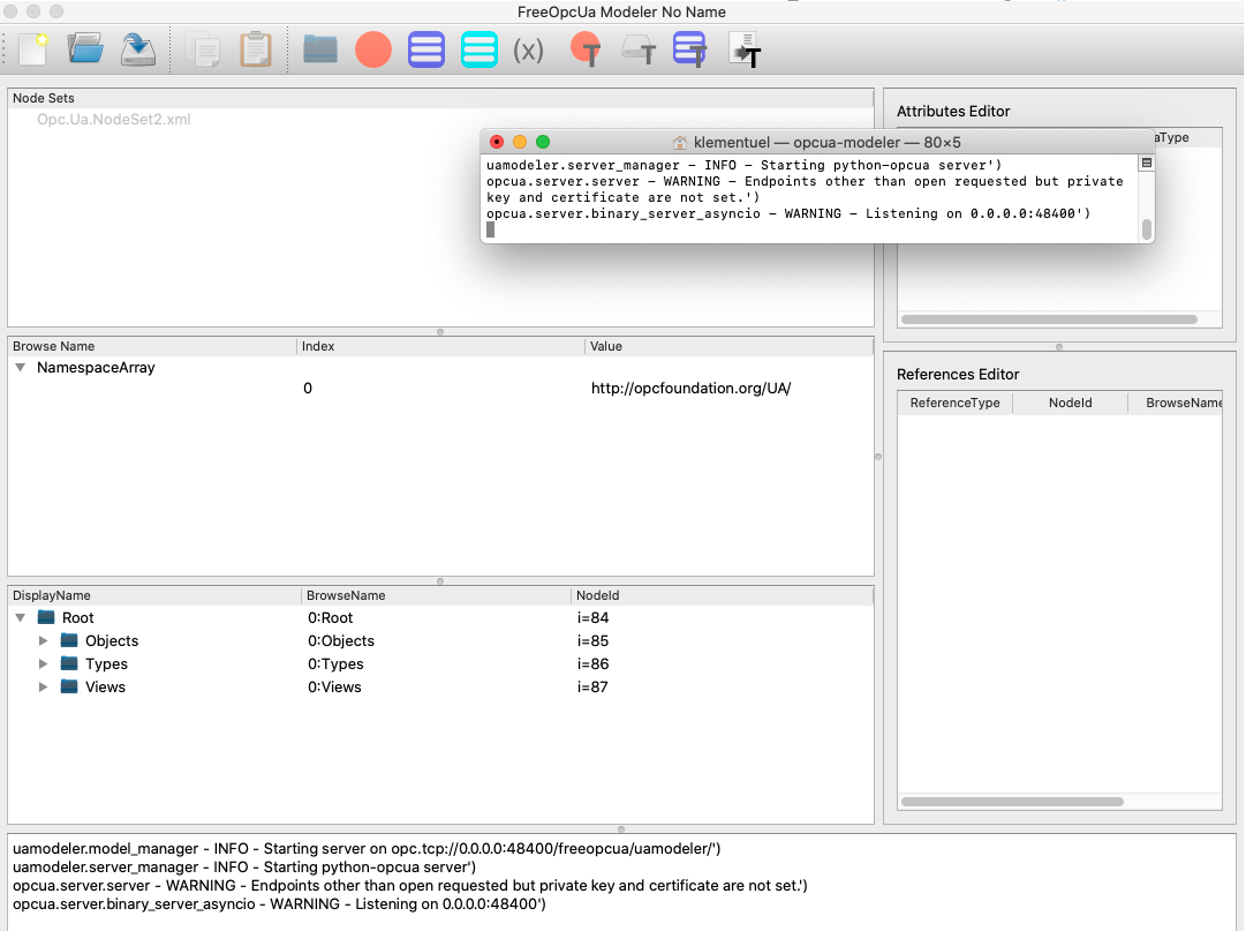 FreeOpcUa Modeler No Name
(x)
T
T
T
T
Node Sets
Opc.Ua.NodeSet2.xml
Attributes Editor
aType
klementuel — opcua-modeler — 80×5
uamodeler.server_manager - INFO - Starting python-opcua server')
opcua.server.server - WARNING - Endpoints other than open requested but private
key and certificate are not set.')
opcua.server.binary_server_asyncio - WARNING - Listening on 0.0.0.0:48400')
Browse Name Index Value
NamespaceArray
0 http://opcfoundation.org/UA/
References Editor
ReferenceType NodeId BrowseName
DisplayName BrowseName NodeId
Root 0:Root i=84
Objects 0:Objects i=85
Types 0:Types i=86
Views 0:Views i=87
uamodeler.model_manager - INFO - Starting server on opc.tcp://0.0.0.0:48400/freeopcua/uamodeler/')
uamodeler.server_manager - INFO - Starting python-opcua server')
opcua.server.server - WARNING - Endpoints other than open requested but private key and certificate are not set.')
opcua.server.binary_server_asyncio - WARNING - Listening on 0.0.0.0:48400')